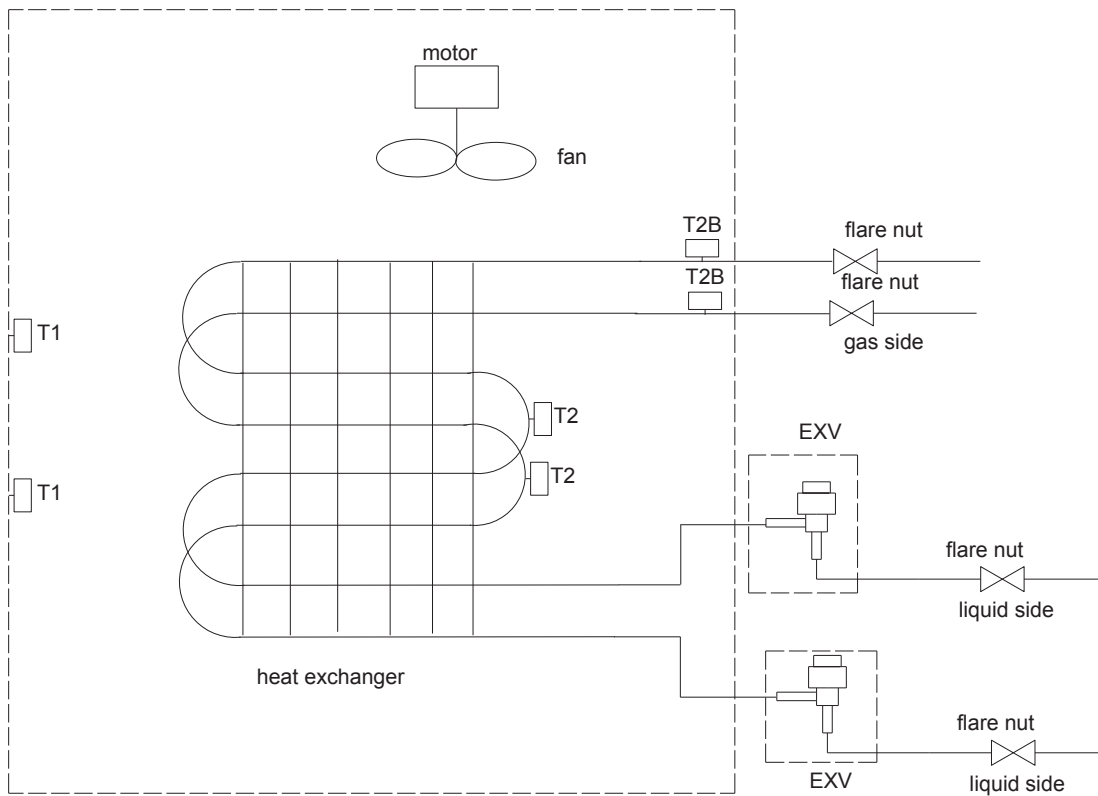 motor
fan
T2B
flare nut
T2B
flare nut
T1
gas side
T2
EXV
T2
T1
flare nut
liquid side
heat exchanger
flare nut
EXV
liquid side